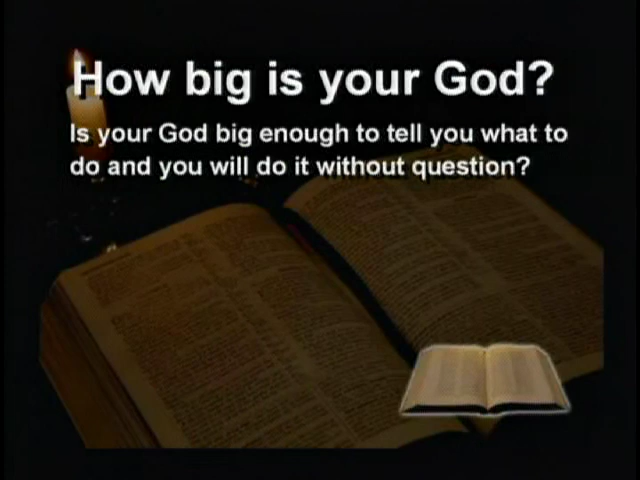 How big is your God?
Is your God big enough to tell you what to
do and you will do it without question?